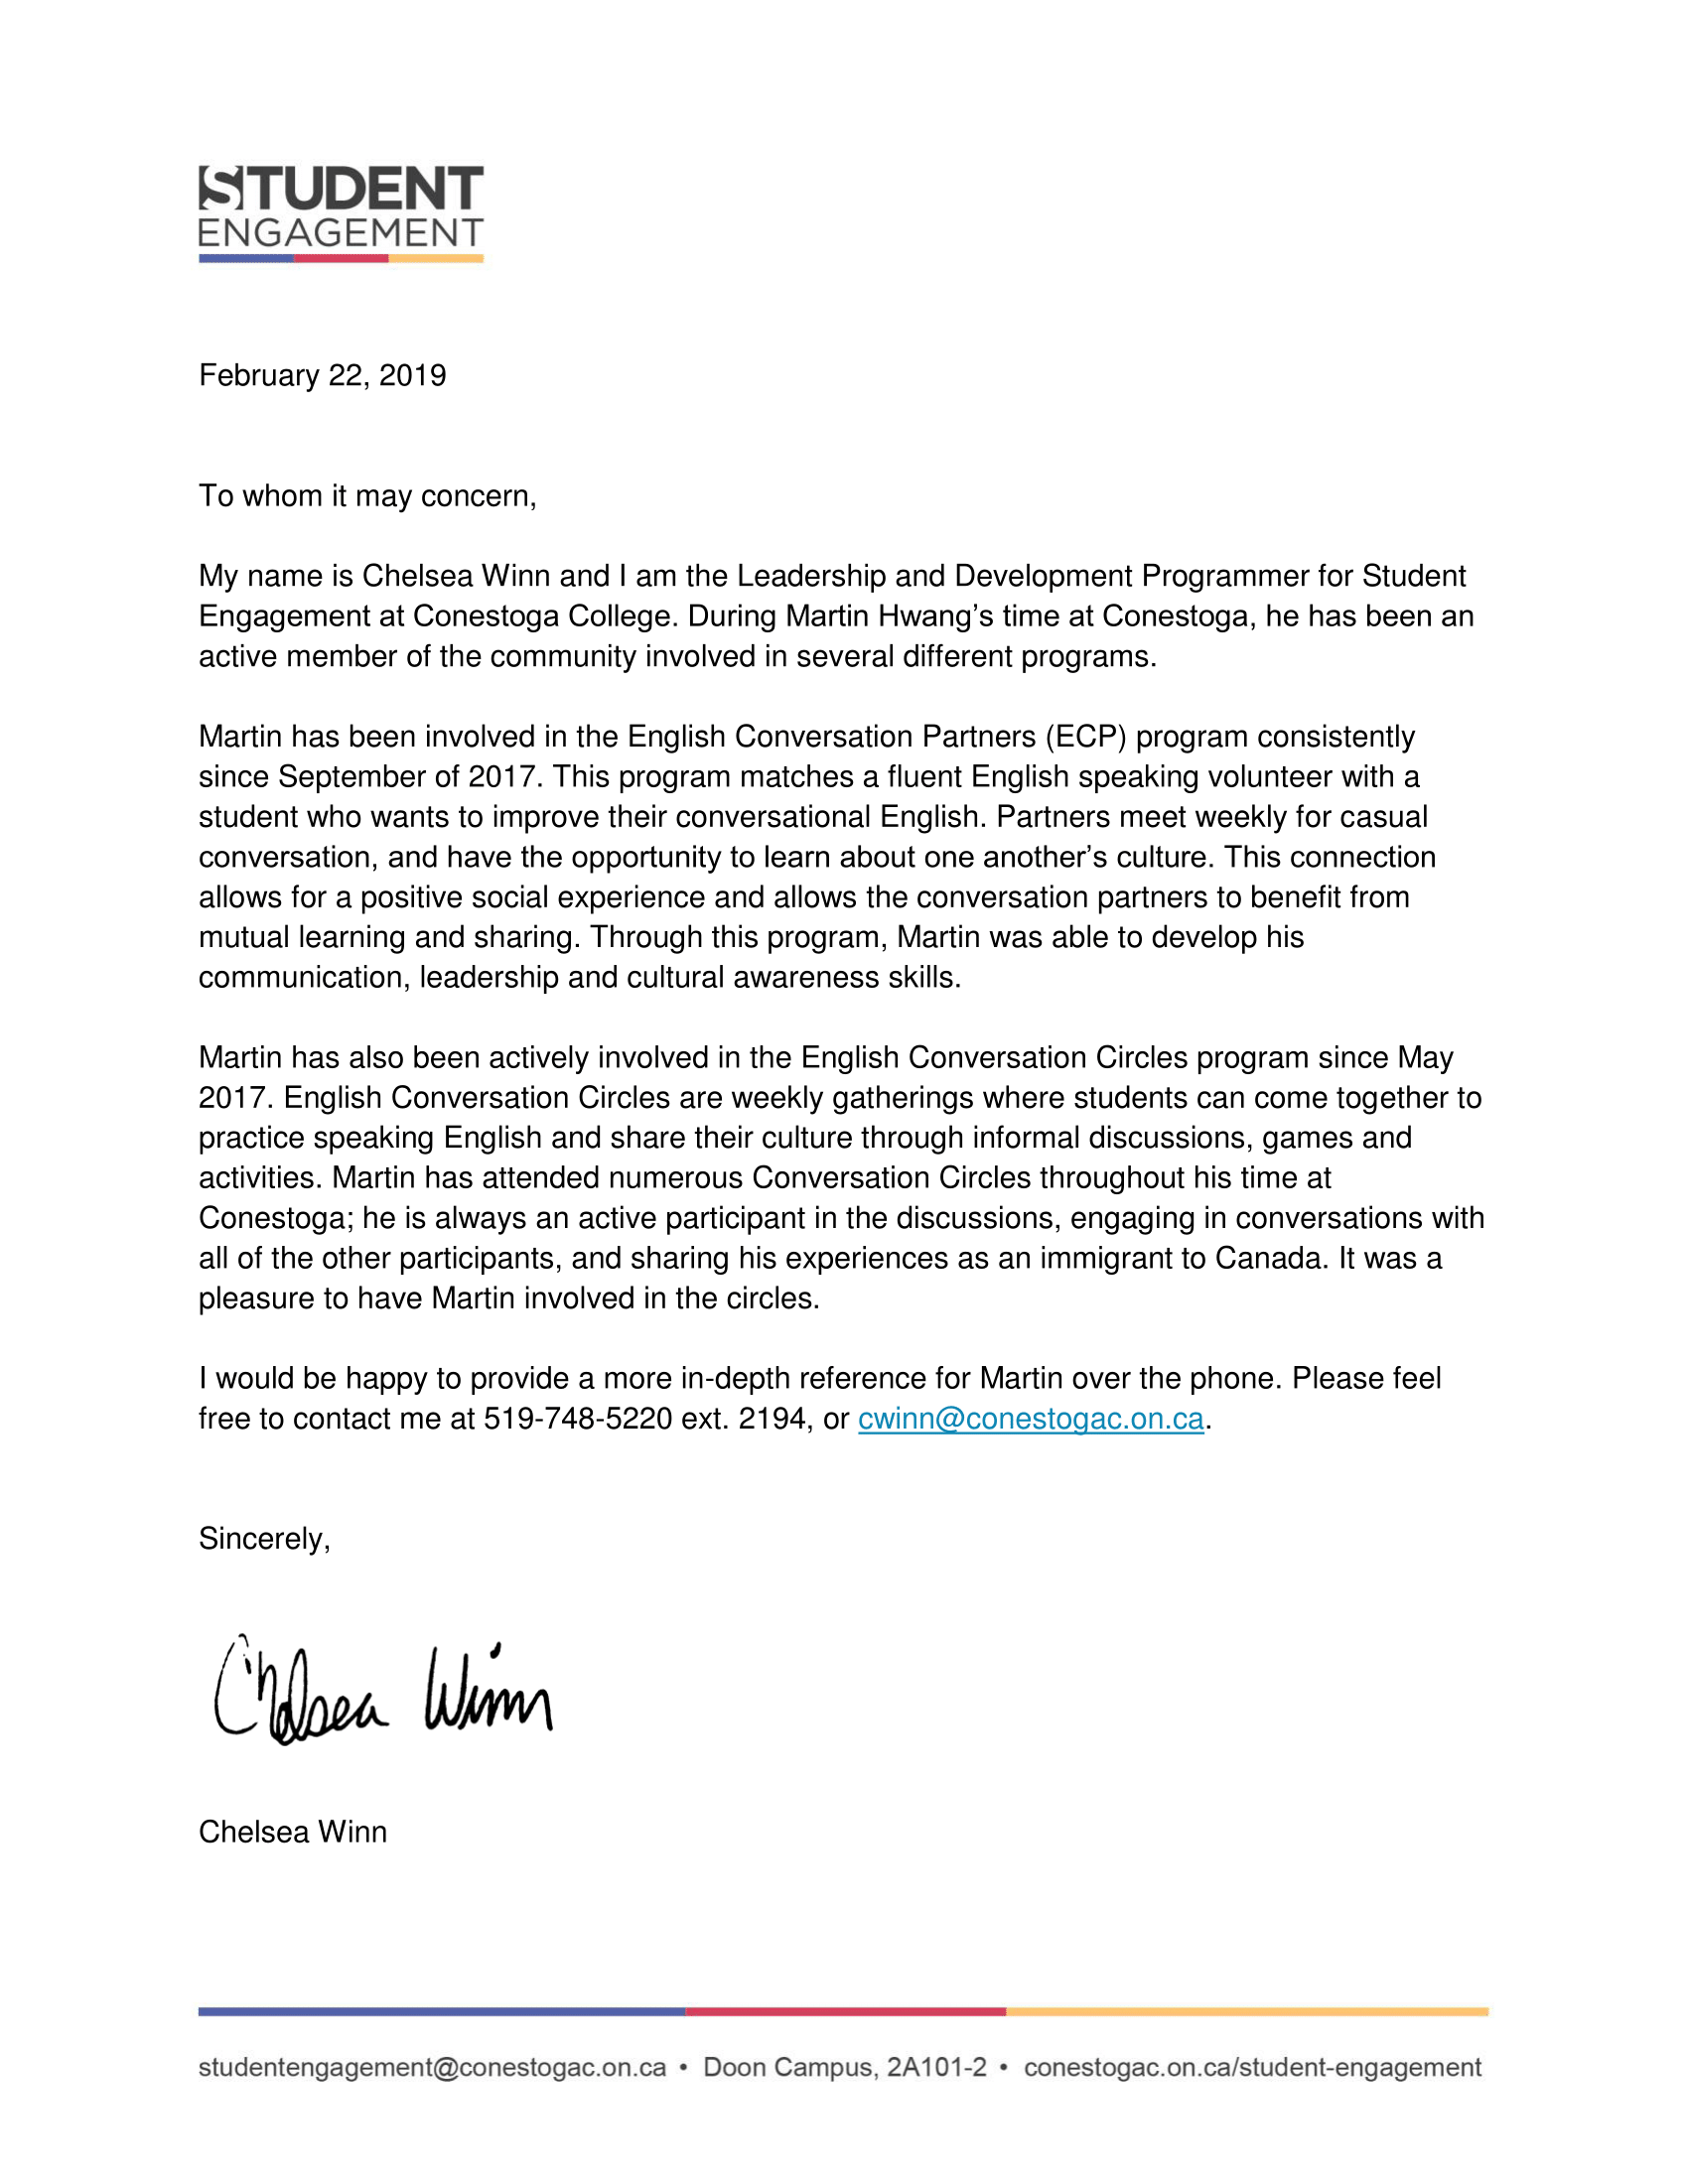 STUDENT
ENGAGEMENT
February 22, 2019
To whom it may concern,
My name is Chelsea Winn and I am the Leadership and Development Programmer for Student
Engagement at Conestoga College. During Martin Hwang’s time at Conestoga, he has been an
active member of the community involved in several different programs.
Martin has been involved in the English Conversation Partners (ECP) program consistently
since September of 2017. This program matches a fluent English speaking volunteer with a
student who wants to improve their conversational English. Partners meet weekly for casual
conversation, and have the opportunity to learn about one another’s culture. This connection
allows for a positive social experience and allows the conversation partners to benefit from
mutual learning and sharing. Through this program, Martin was able to develop his
communication, leadership and cultural awareness skills.
Martin has also been actively involved in the English Conversation Circles program since May
2017. English Conversation Circles are weekly gatherings where students can come together to
practice speaking English and share their culture through informal discussions, games and
activities. Martin has attended numerous Conversation Circles throughout his time at
Conestoga; he is always an active participant in the discussions, engaging in conversations with
all of the other participants, and sharing his experiences as an immigrant to Canada. It was a
pleasure to have Martin involved in the circles.
I would be happy to provide a more in-depth reference for Martin over the phone. Please feel
free to contact me at 519-748-5220 ext. 2194, or cwinn@conestogac.on.ca.
Sincerely,
Chelsea Winn
Chelsea Winn
studentengagement@conestogac.on.ca • Doon Campus, 2A101-2 • conestogac.on.ca/student-engagement